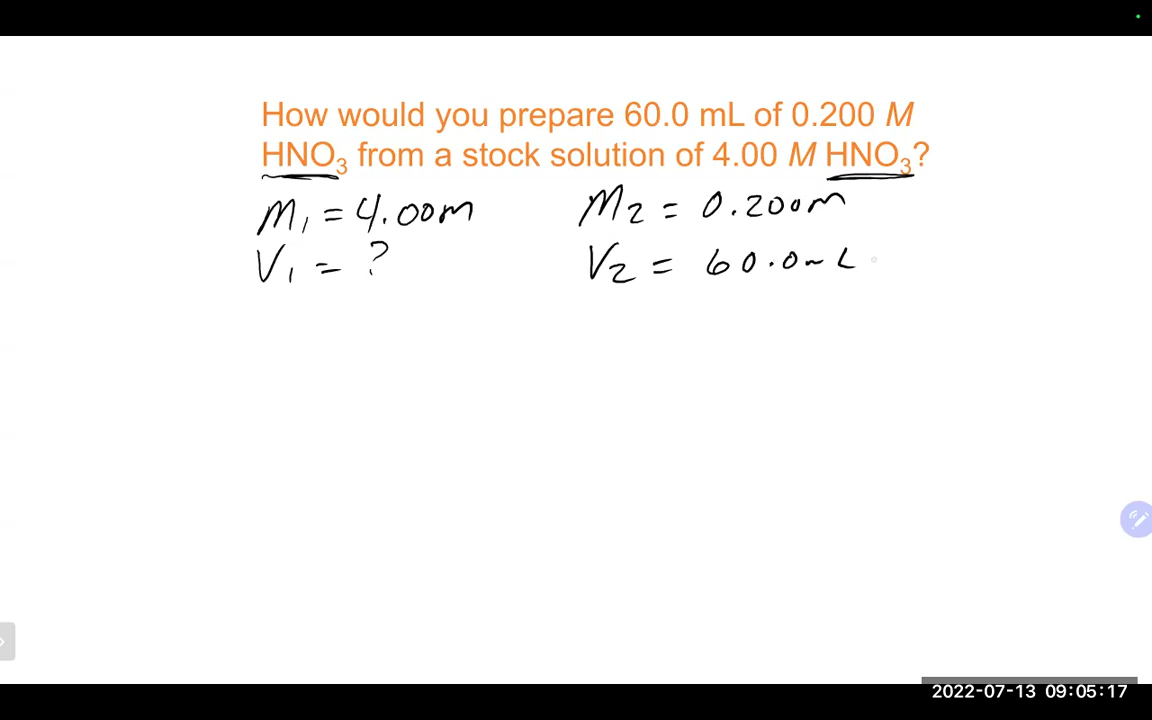 How would you prepare 60.0 mL of 0.200 M
HNO₃ from a stock solution of 4.00 M HNO₃?
M₁ = 4.00m M₂ = 0.200m
V₁ = ? V₂ = 60.0mL
2022-07-13 09:05:17